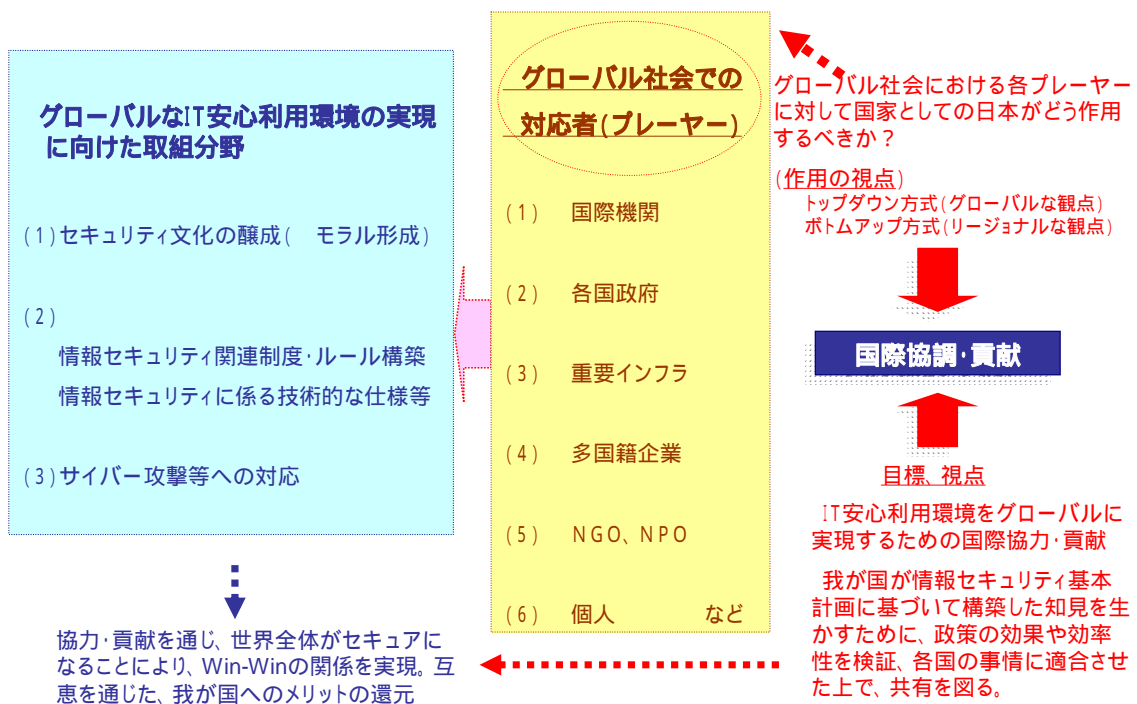 グローバルなIT安心利用環境の実現
に向けた取組分野
(1)セキュリティ文化の醸成(　モラル形成)
(2)
情報セキュリティ関連制度・ルール構築
情報セキュリティに係る技術的な仕様等
(3)サイバー攻撃等への対応
協力・貢献を通じ、世界全体がセキュアに
なることにより、Win-Winの関係を実現。互
恵を通じた、我が国へのメリットの還元
グローバル社会での
対応者(プレーヤー)
(1)　国際機関
(2)　各国政府
(3)　重要インフラ
(4)　多国籍企業
(5)　NGO、NPO
(6)　個人　　　など
グローバル社会における各プレーヤー
に対して国家としての日本がどう作用
するべきか？
(作用の視点)
トップダウン方式(グローバルな観点)
ボトムアップ方式(リージョナルな観点)
国際協調・貢献
目標、視点
IT安心利用環境をグローバルに
実現するための国際協力・貢献
我が国が情報セキュリティ基本
計画に基づいて構築した知見を生
かすために、政策の効果や効率
性を検証、各国の事情に適合させ
た上で、共有を図る。